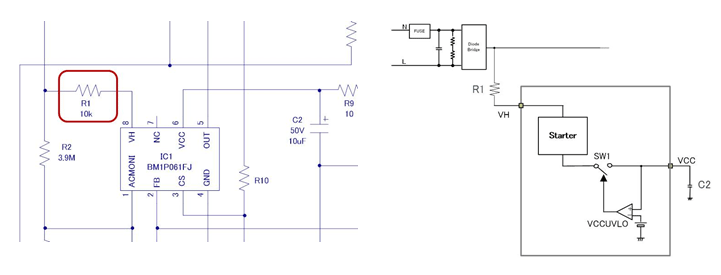 R1
10k
R2
3.9M
8
7
6
5
VH
NC
VCC
OUT
IC1
BM1P061FJ
ACMONI
FB
CS
GND
1
2
3
4
C2
50V
10uF
+
R9
10
R10
N
FUSE
L
Diode
Bridge
R1
VH
Starter
SW1
VCC
C2
VCCUVLO
+
-